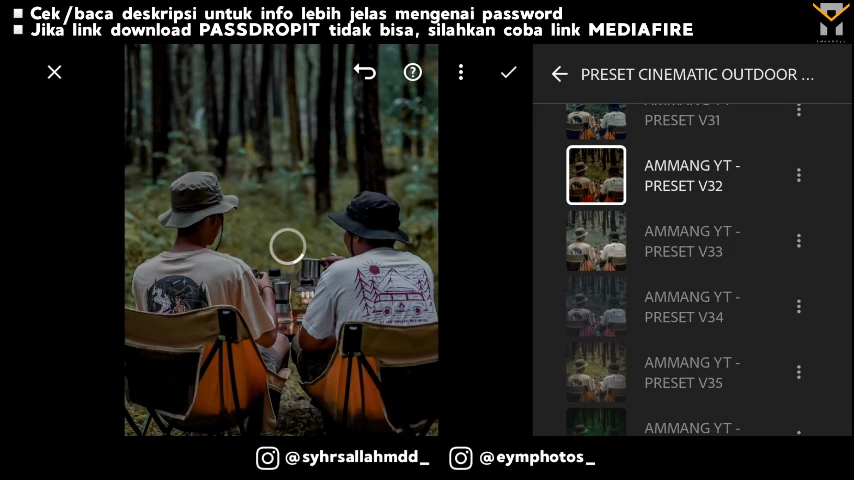 Cek/baca deskripsi untuk info lebih jelas mengenai password
Jika link download PASSDROPIT tidak bisa, silahkan coba link MEDIAFIRE
PRESET CINEMATIC OUTDOOR ...
PRESET V31
AMMANG YT -
PRESET V32
AMMANG YT -
PRESET V33
AMMANG YT -
PRESET V34
AMMANG YT -
PRESET V35
AMMANG YT -
@syhrsallahmdd_
@eymphotos_